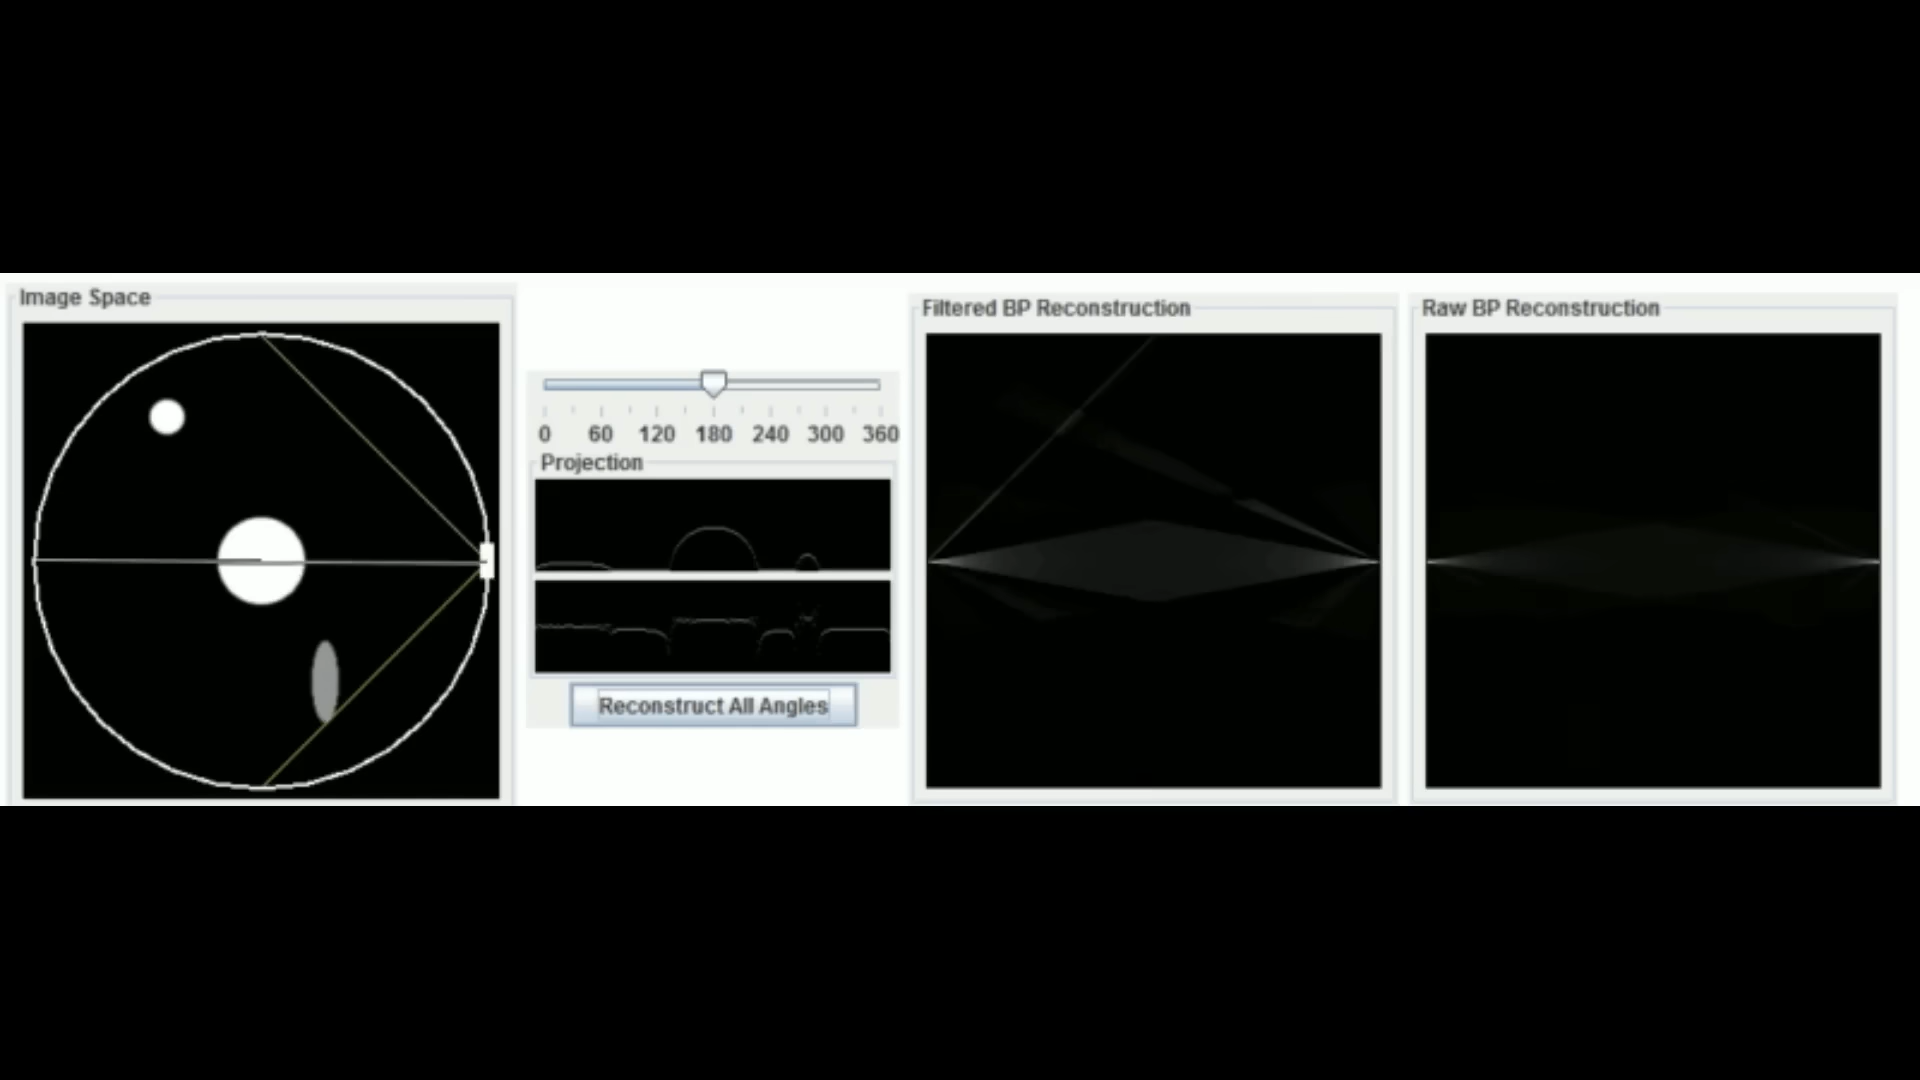 Image Space
0 60 120 180 240 300 360
Projection
Reconstruct All Angles
Filtered BP Reconstruction
Raw BP Reconstruction